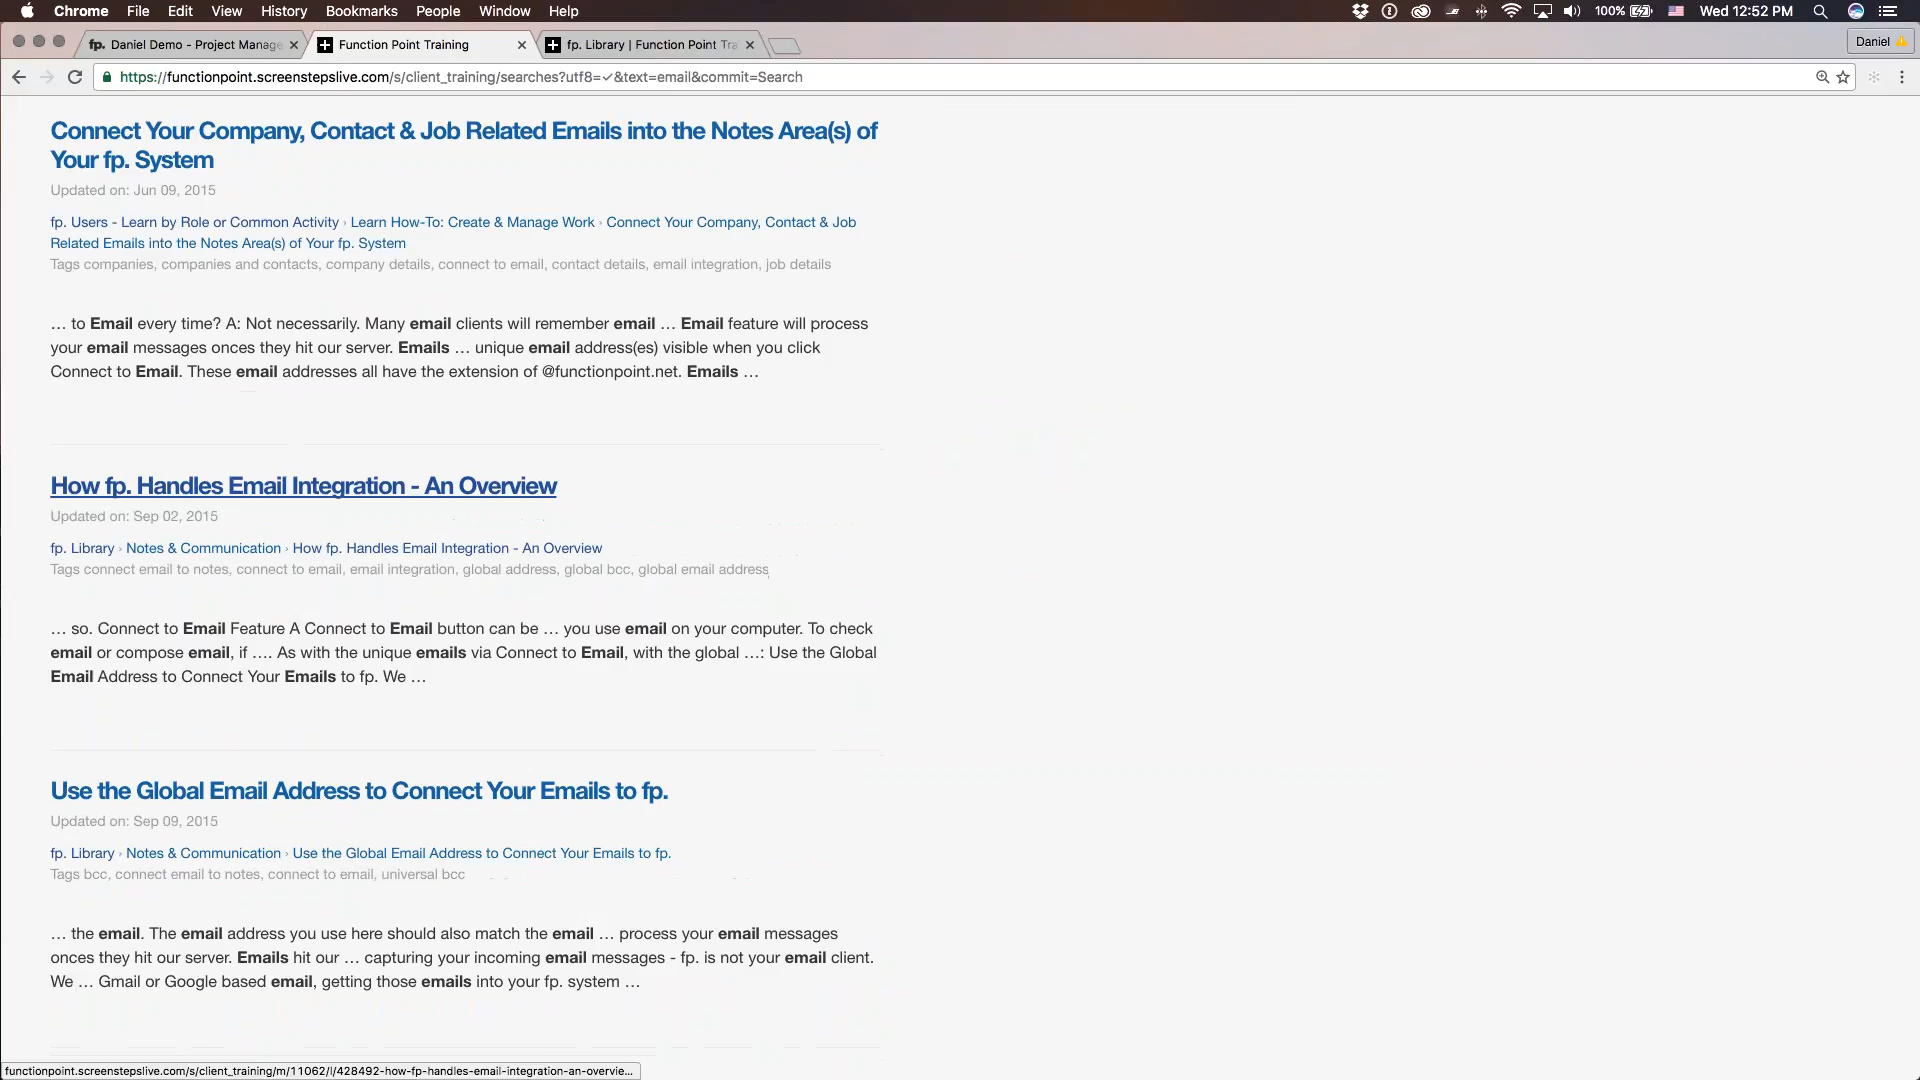 Chrome File Edit View History Bookmarks People Window Help 100% Wed 12:52 PM
fp. Daniel Demo - Project Manage
Function Point Training
fp. Library | Function Point Tra
Daniel
https://functionpoint.screenstepslive.com/s/client_training/searches?utf8=✓&text=email&commit=Search
Connect Your Company, Contact & Job Related Emails into the Notes Area(s) of
Your fp. System
Updated on: Jun 09, 2015
fp. Users - Learn by Role or Common Activity › Learn How-To: Create & Manage Work › Connect Your Company, Contact & Job
Related Emails into the Notes Area(s) of Your fp. System
Tags companies, companies and contacts, company details, connect to email, contact details, email integration, job details
… to Email every time? A: Not necessarily. Many email clients will remember email … Email feature will process
your email messages onces they hit our server. Emails … unique email address(es) visible when you click
Connect to Email. These email addresses all have the extension of @functionpoint.net. Emails …
How fp. Handles Email Integration - An Overview
Updated on: Sep 02, 2015
fp. Library › Notes & Communication › How fp. Handles Email Integration - An Overview
Tags connect email to notes, connect to email, email integration, global address, global bcc, global email address
… so. Connect to Email Feature A Connect to Email button can be … you use email on your computer. To check
email or compose email, if …. As with the unique emails via Connect to Email, with the global …: Use the Global
Email Address to Connect Your Emails to fp. We …
Use the Global Email Address to Connect Your Emails to fp.
Updated on: Sep 09, 2015
fp. Library › Notes & Communication › Use the Global Email Address to Connect Your Emails to fp.
Tags bcc, connect email to notes, connect to email, universal bcc
… the email. The email address you use here should also match the email … process your email messages
onces they hit our server. Emails hit our … capturing your incoming email messages - fp. is not your email client.
We … Gmail or Google based email, getting those emails into your fp. system …
functionpoint.screenstepslive.com/s/client_training/m/11062/l/428492-how-fp-handles-email-integration-an-overvie...